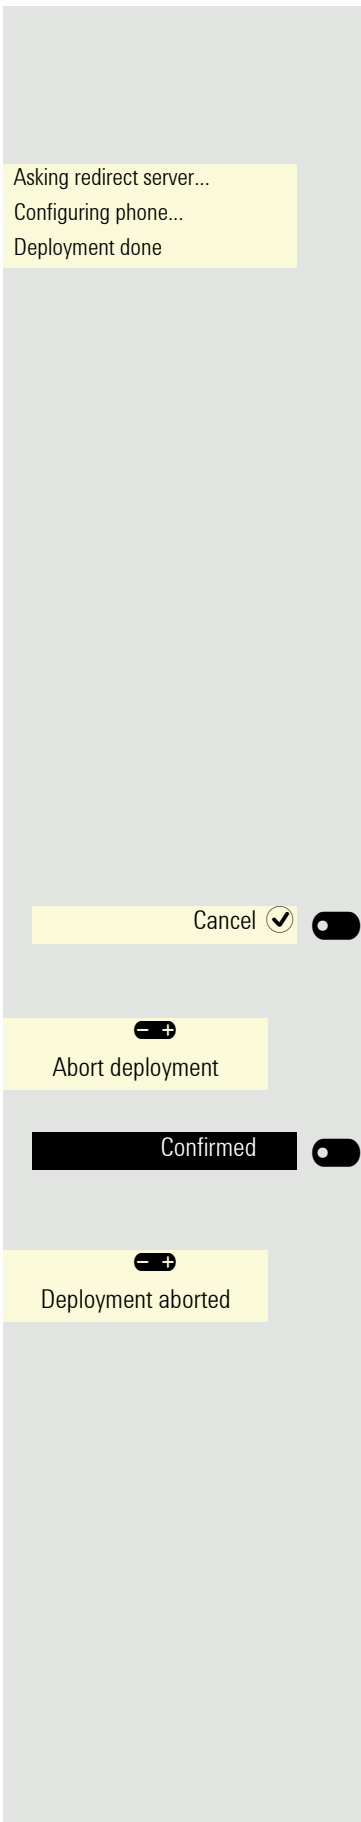 Asking redirect server...
Configuring phone...
Deployment done
Cancel
Abort deployment
Confirmed
Deployment aborted